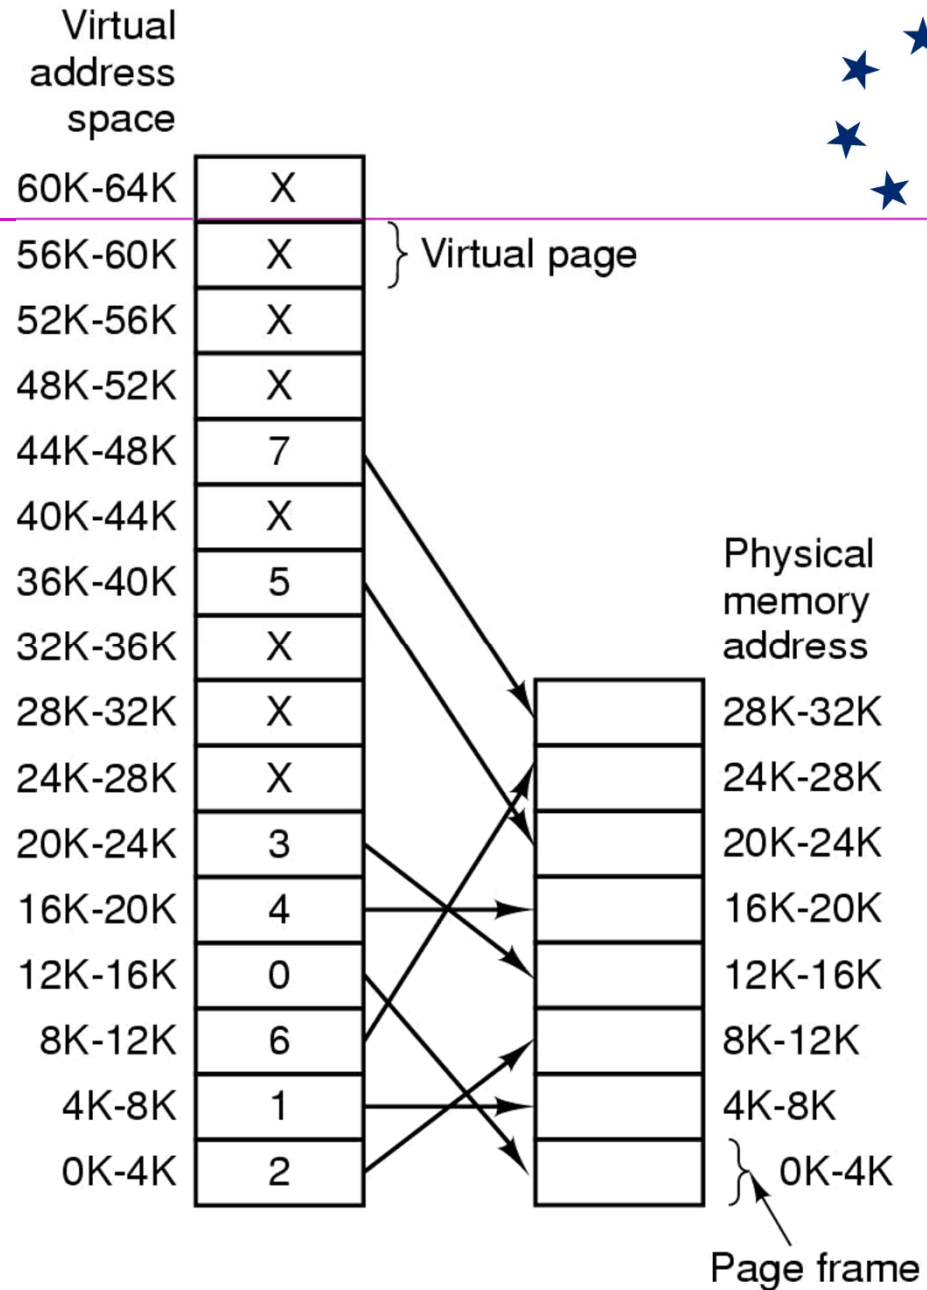 Virtual
address
space
60K-64K X
56K-60K X Virtual page
52K-56K X
48K-52K X
44K-48K 7
40K-44K X
36K-40K 5
32K-36K X
28K-32K X
24K-28K X
20K-24K 3
16K-20K 4
12K-16K 0
8K-12K 6
4K-8K 1
0K-4K 2
Physical
memory
address
28K-32K
24K-28K
20K-24K
16K-20K
12K-16K
8K-12K
4K-8K
0K-4K
Page frame